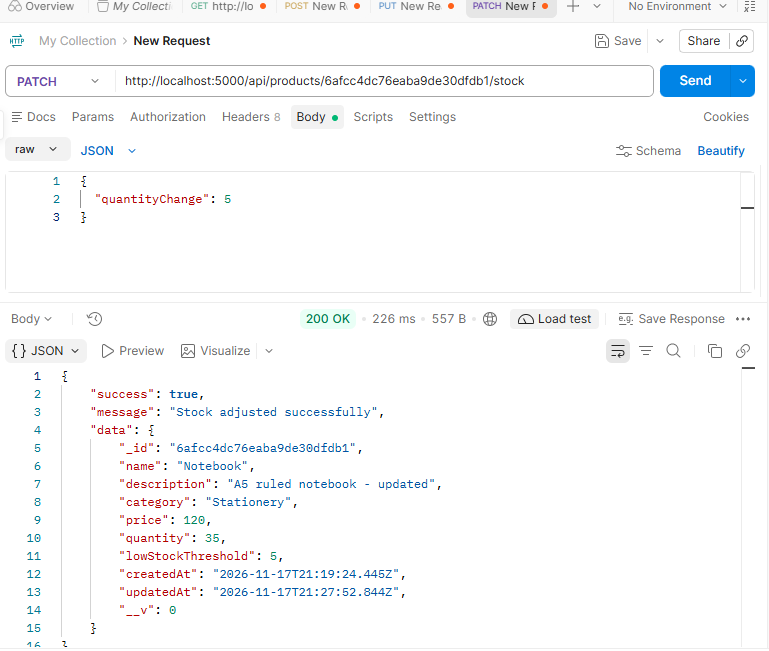 Overview My Collecti GET http://lo POST New R PUT New Re PATCH New F No Environment
HTTP My Collection > New Request Save Share
PATCH http://localhost:5000/api/products/6afcc4dc76eaba9de30dfdb1/stock Send
Docs Params Authorization Headers 8 Body Scripts Settings Cookies
raw JSON Schema Beautify
1 {
2 "quantityChange": 5
3 }
Body 200 OK 226 ms 557 B Load test e.g. Save Response
{} JSON Preview Visualize
1 {
2 "success": true,
3 "message": "Stock adjusted successfully",
4 "data": {
5 "_id": "6afcc4dc76eaba9de30dfdb1",
6 "name": "Notebook",
7 "description": "A5 ruled notebook - updated",
8 "category": "Stationery",
9 "price": 120,
10 "quantity": 35,
11 "lowStockThreshold": 5,
12 "createdAt": "2026-11-17T21:19:24.445Z",
13 "updatedAt": "2026-11-17T21:27:52.844Z",
14 "__v": 0
15 }
16 }